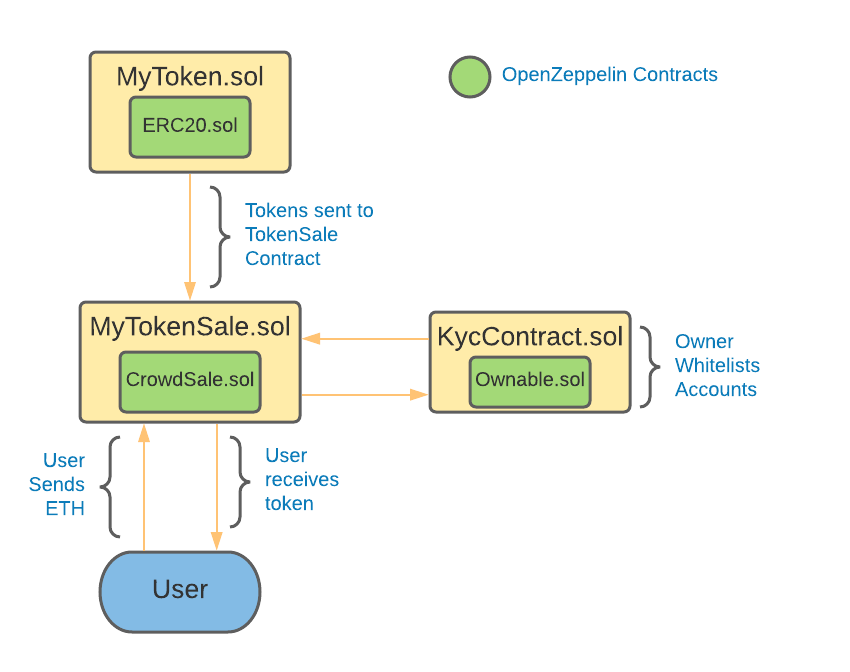 MyToken.sol
ERC20.sol
OpenZeppelin Contracts
Tokens sent to
TokenSale
Contract
MyTokenSale.sol
CrowdSale.sol
KycContract.sol
Ownable.sol
Owner
Whitelists
Accounts
User
Sends
ETH
User
receives
token
User